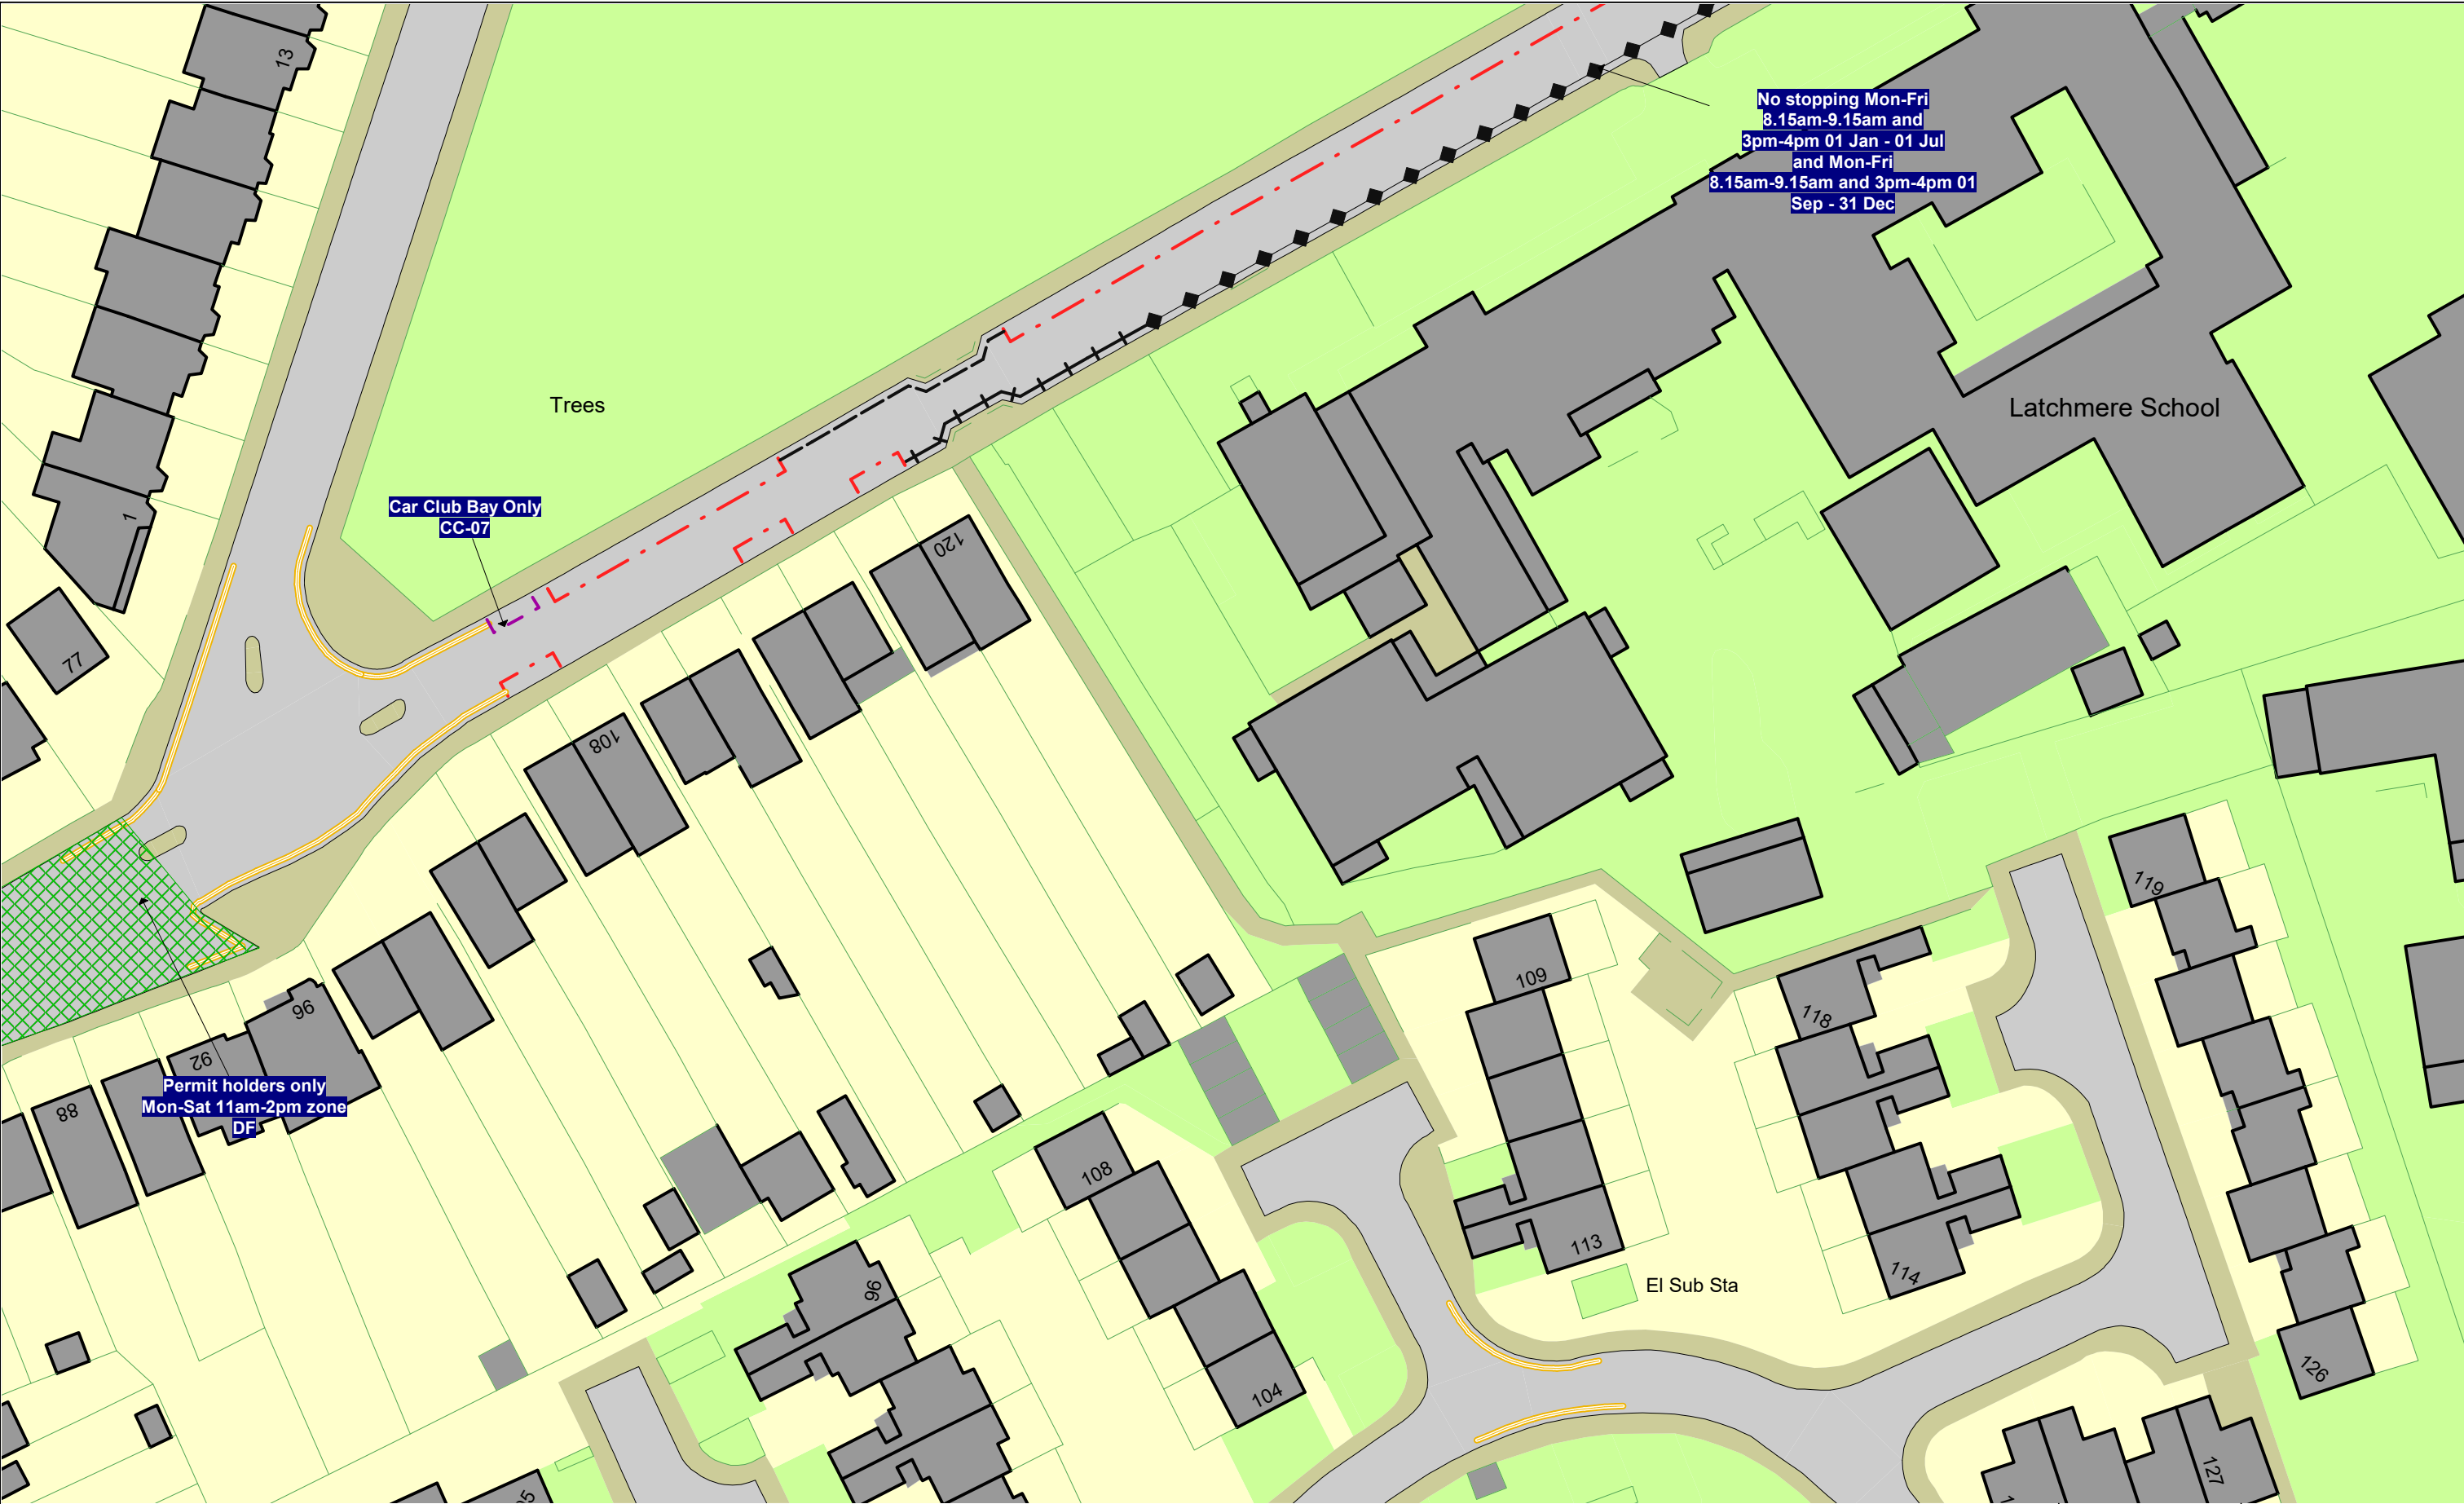 13
No stopping Mon-Fri
8.15am-9.15am and
3pm-4pm 01 Jan - 01 Jul
and Mon-Fri
8.15am-9.15am and 3pm-4pm 01
Sep - 31 Dec
Trees
Latchmere School
1
Car Club Bay Only
CC-07
120
77
108
119
109
96
118
92
Permit holders only
Mon-Sat 11am-2pm zone
DF
88
108
113
114
El Sub Sta
96
104
126
127